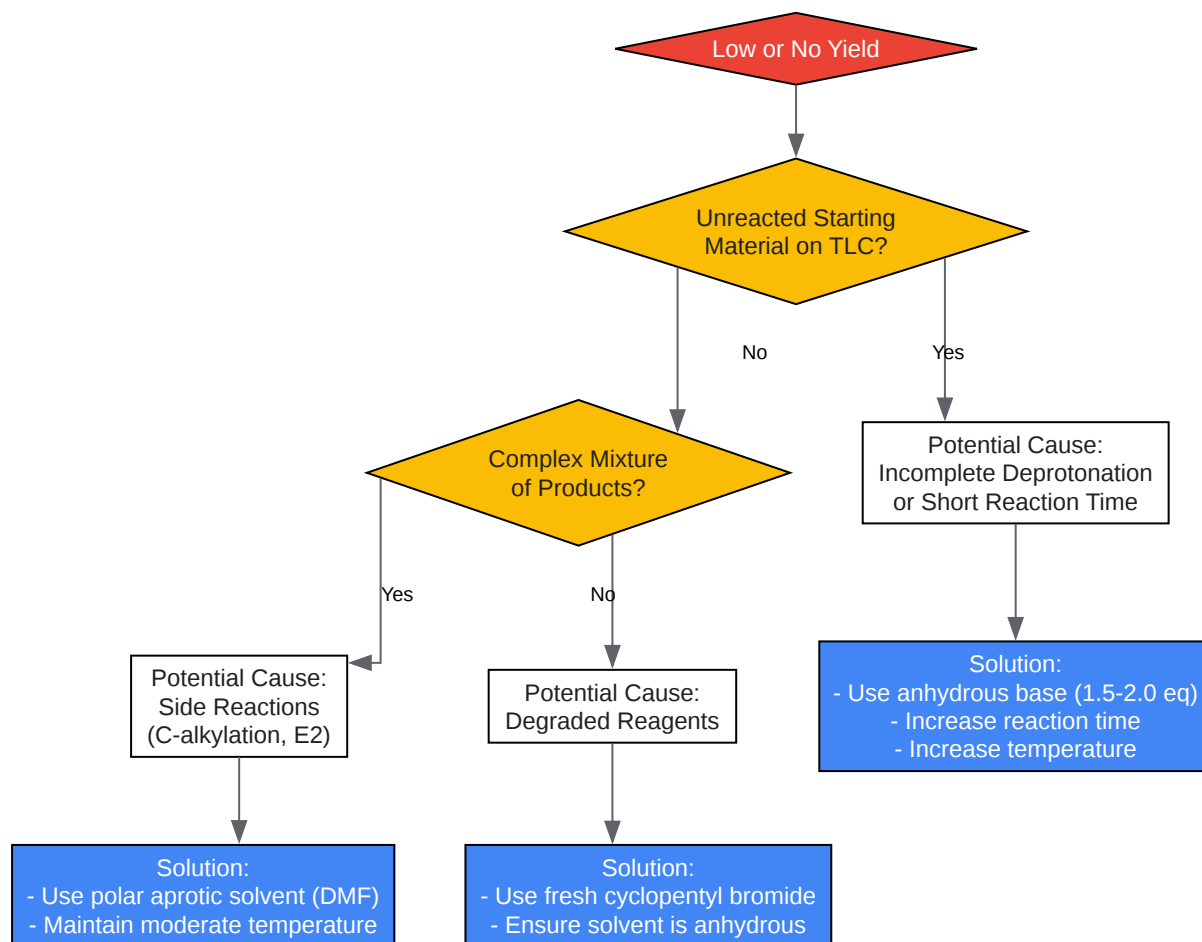 Low or No Yield
Unreacted Starting
Material on TLC?
No
Yes
Complex Mixture
of Products?
Potential Cause:
Incomplete Deprotonation
or Short Reaction Time
Yes
No
Potential Cause:
Side Reactions
(C-alkylation, E2)
Potential Cause:
Degraded Reagents
Solution:
- Use anhydrous base (1.5-2.0 eq)
- Increase reaction time
- Increase temperature
Solution:
- Use polar aprotic solvent (DMF)
- Maintain moderate temperature
Solution:
- Use fresh cyclopentyl bromide
- Ensure solvent is anhydrous